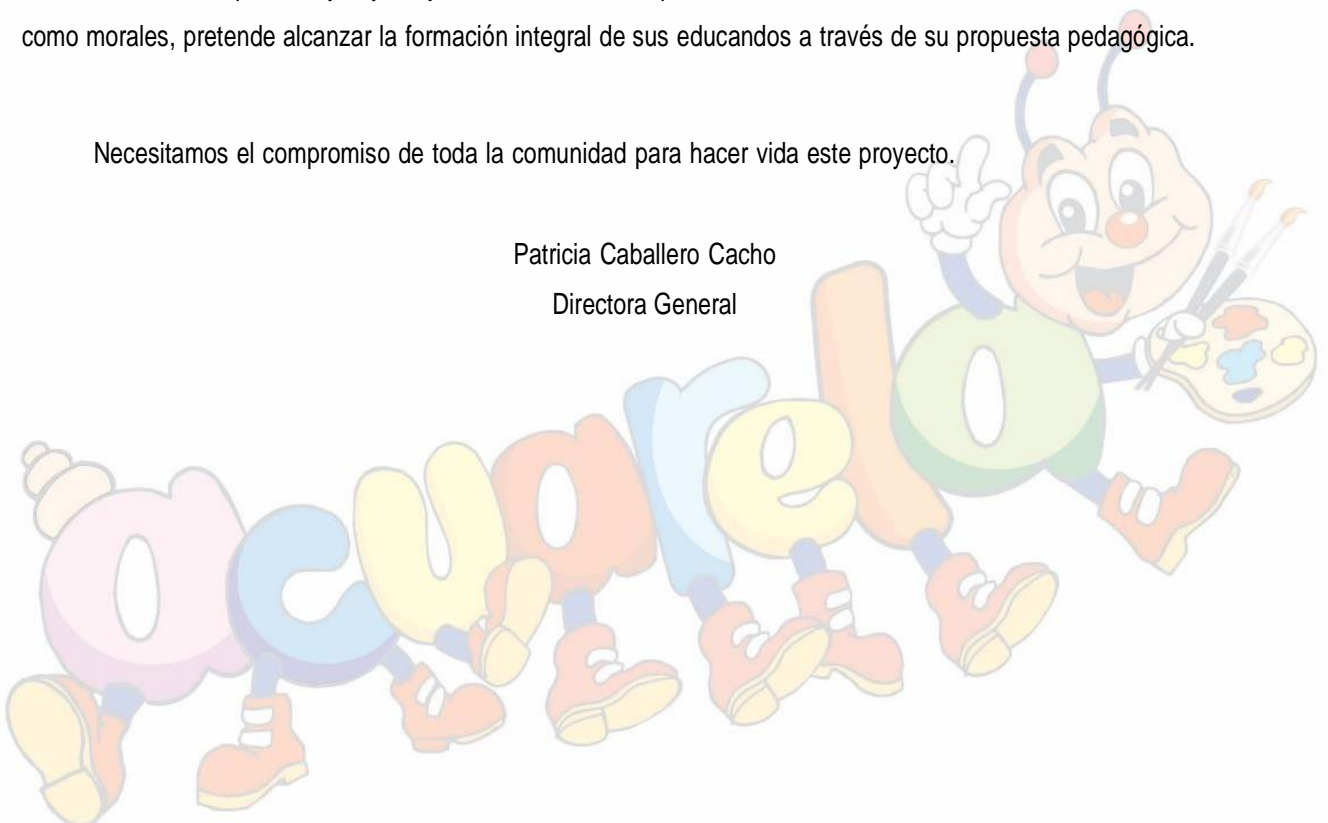 como morales, pretende alcanzar la formación integral de sus educandos a través de su propuesta pedagógica.
Necesitamos el compromiso de toda la comunidad para hacer vida este proyecto.
Patricia Caballero Cacho
Directora General
acuarela